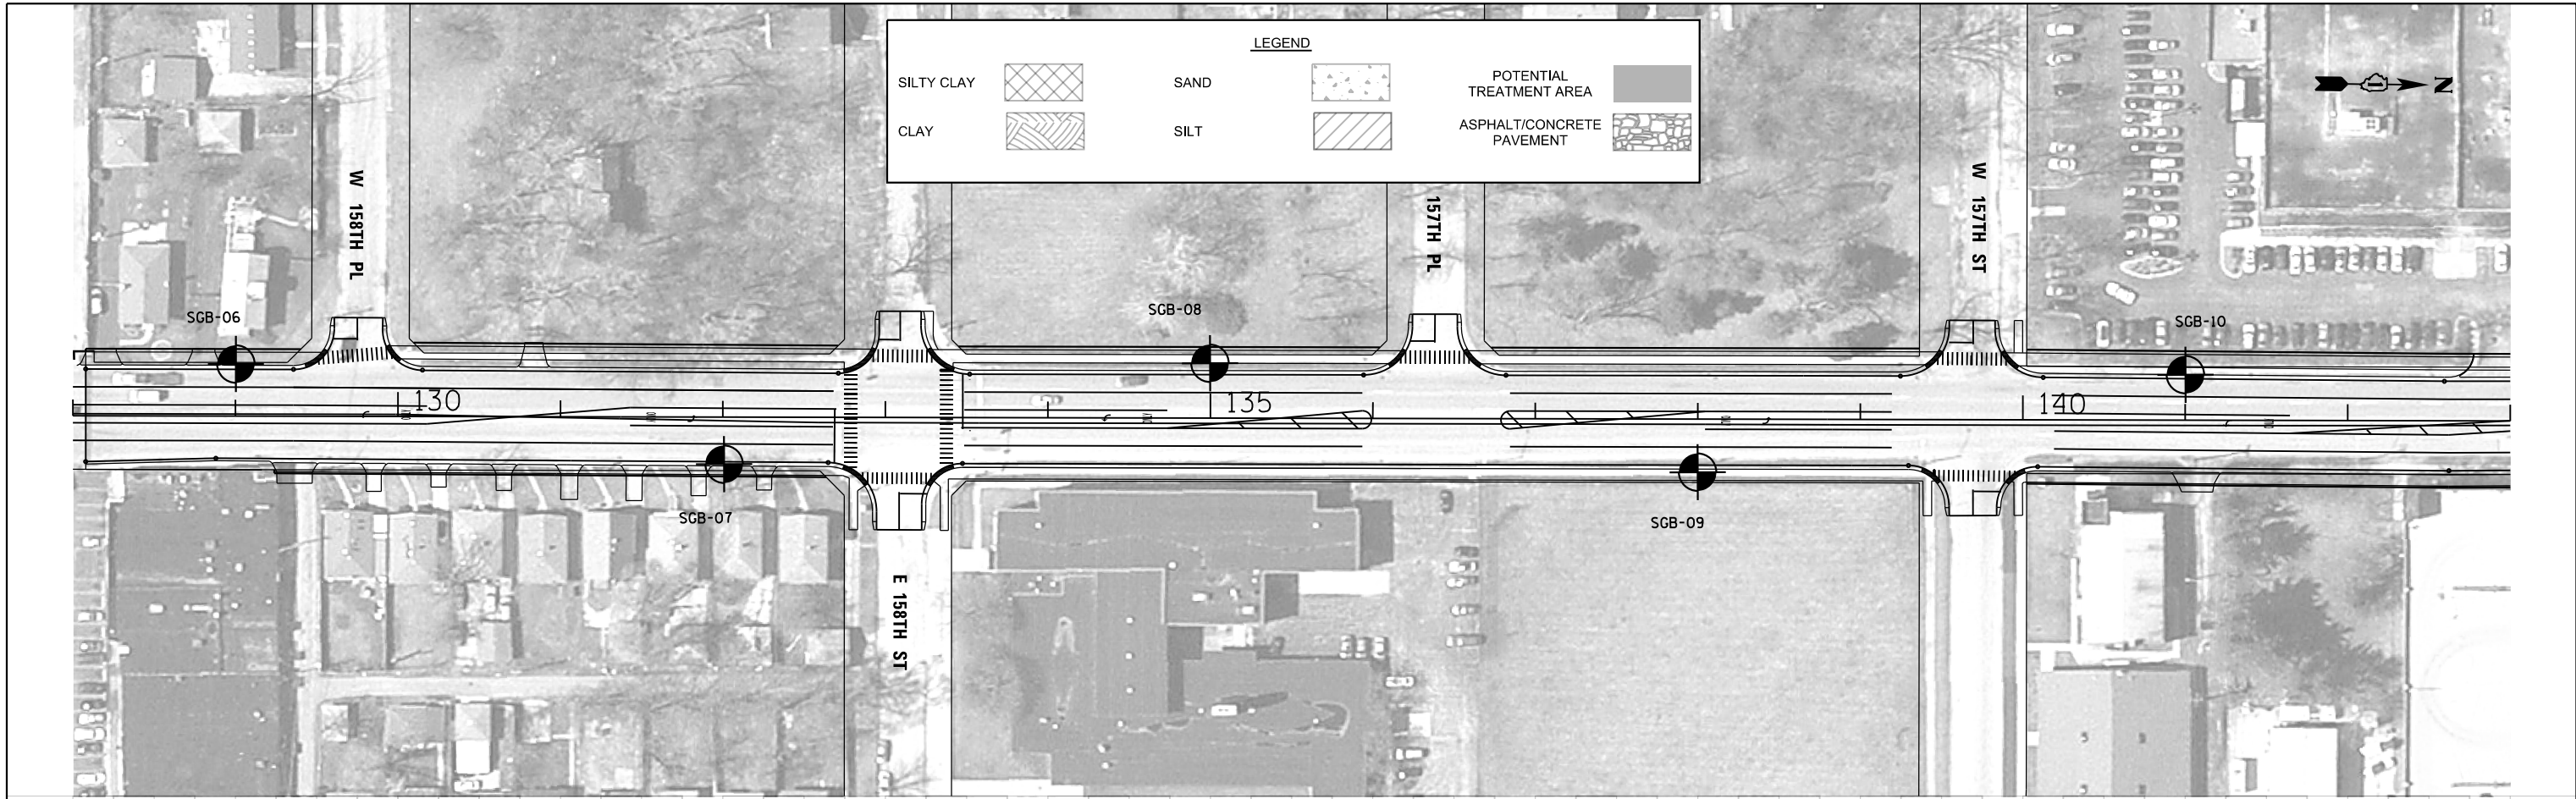 LEGEND
SILTY CLAY
SAND
POTENTIAL
TREATMENT AREA
CLAY
SILT
ASPHALT/CONCRETE
PAVEMENT
N
W 158TH PL
157TH PL
W 157TH ST
SGB-06
SGB-08
SGB-10
130
135
140
SGB-07
SGB-09
E 158TH ST